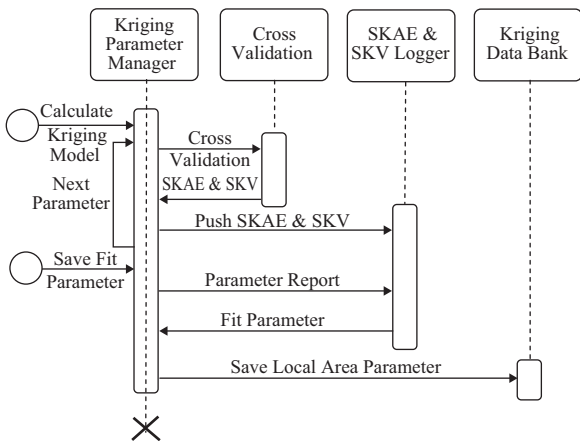 Kriging
Parameter
Manager
Cross
Validation
SKAE &
SKV Logger
Kriging
Data Bank
Calculate
Kriging
Model
Cross
Validation
SKAE & SKV
Next
Parameter
Push SKAE & SKV
Save Fit
Parameter
Parameter Report
Fit Parameter
Save Local Area Parameter